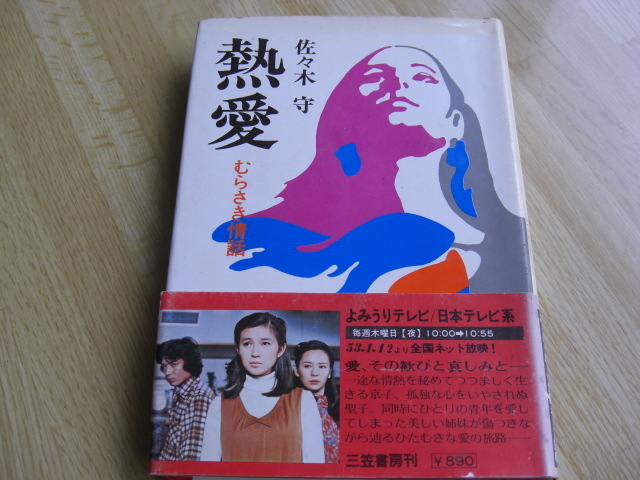 佐々木 守
熱愛
むらさき情話
よみうりテレビ/日本テレビ系
毎週木曜日【夜】10:00➡10:55
53.1.12より全国ネット放映!
愛、その歓びと哀しみと――
一途な情熱を秘めてつつましく生
きる京子、孤独な心をいやされぬ
聖子。同時にひとりの青年を愛し
てしまった美しい姉妹が傷つきな
がら辿るひたむきな愛の旅路――
三笠書房刊 ¥890